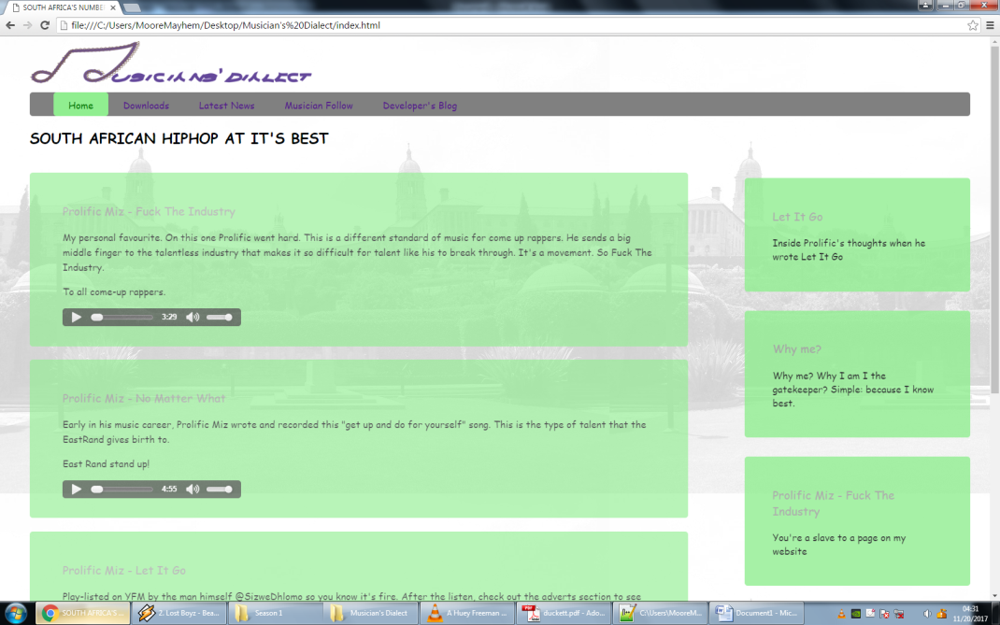 SOUTH AFRICA'S NUMBE
file:///C:/Users/MooreMayhem/Desktop/Musician's%20Dialect/index.html
USICIANS' DIALECT
Home Downloads Latest News Musician Follow Developer's Blog
SOUTH AFRICAN HIPHOP AT IT'S BEST
Prolific Miz - Fuck The Industry
My personal favourite. On this one Prolific went hard. This is a different standard of music for come up rappers. He sends a big
middle finger to the talentless industry that makes it so difficult for talent like his to break through. It's a movement. So Fuck The
Industry.
To all come-up rappers.
3:29
Prolific Miz - No Matter What
Early in his music career, Prolific Miz wrote and recorded this "get up and do for yourself" song. This is the type of talent that the
EastRand gives birth to.
East Rand stand up!
4:55
Prolific Miz - Let It Go
Play-listed on YFM by the man himself @SizweDhlomo so you know it's fire. After the listen, check out the adverts section to see
Let It Go
Inside Prolific's thoughts when he
wrote Let It Go
Why me?
Why me? Why I am I the
gatekeeper? Simple: because I know
best.
Prolific Miz - Fuck The
Industry
You're a slave to a page on my
website
SOUTH AFRICA'S ... 2. Lost Boyz - Bea... Season 1 Musician's Dialect A Huey Freeman ... duckett.pdf - Ado... C:\Users\MooreM... Document1 - Mic...
04:31
11/20/2017